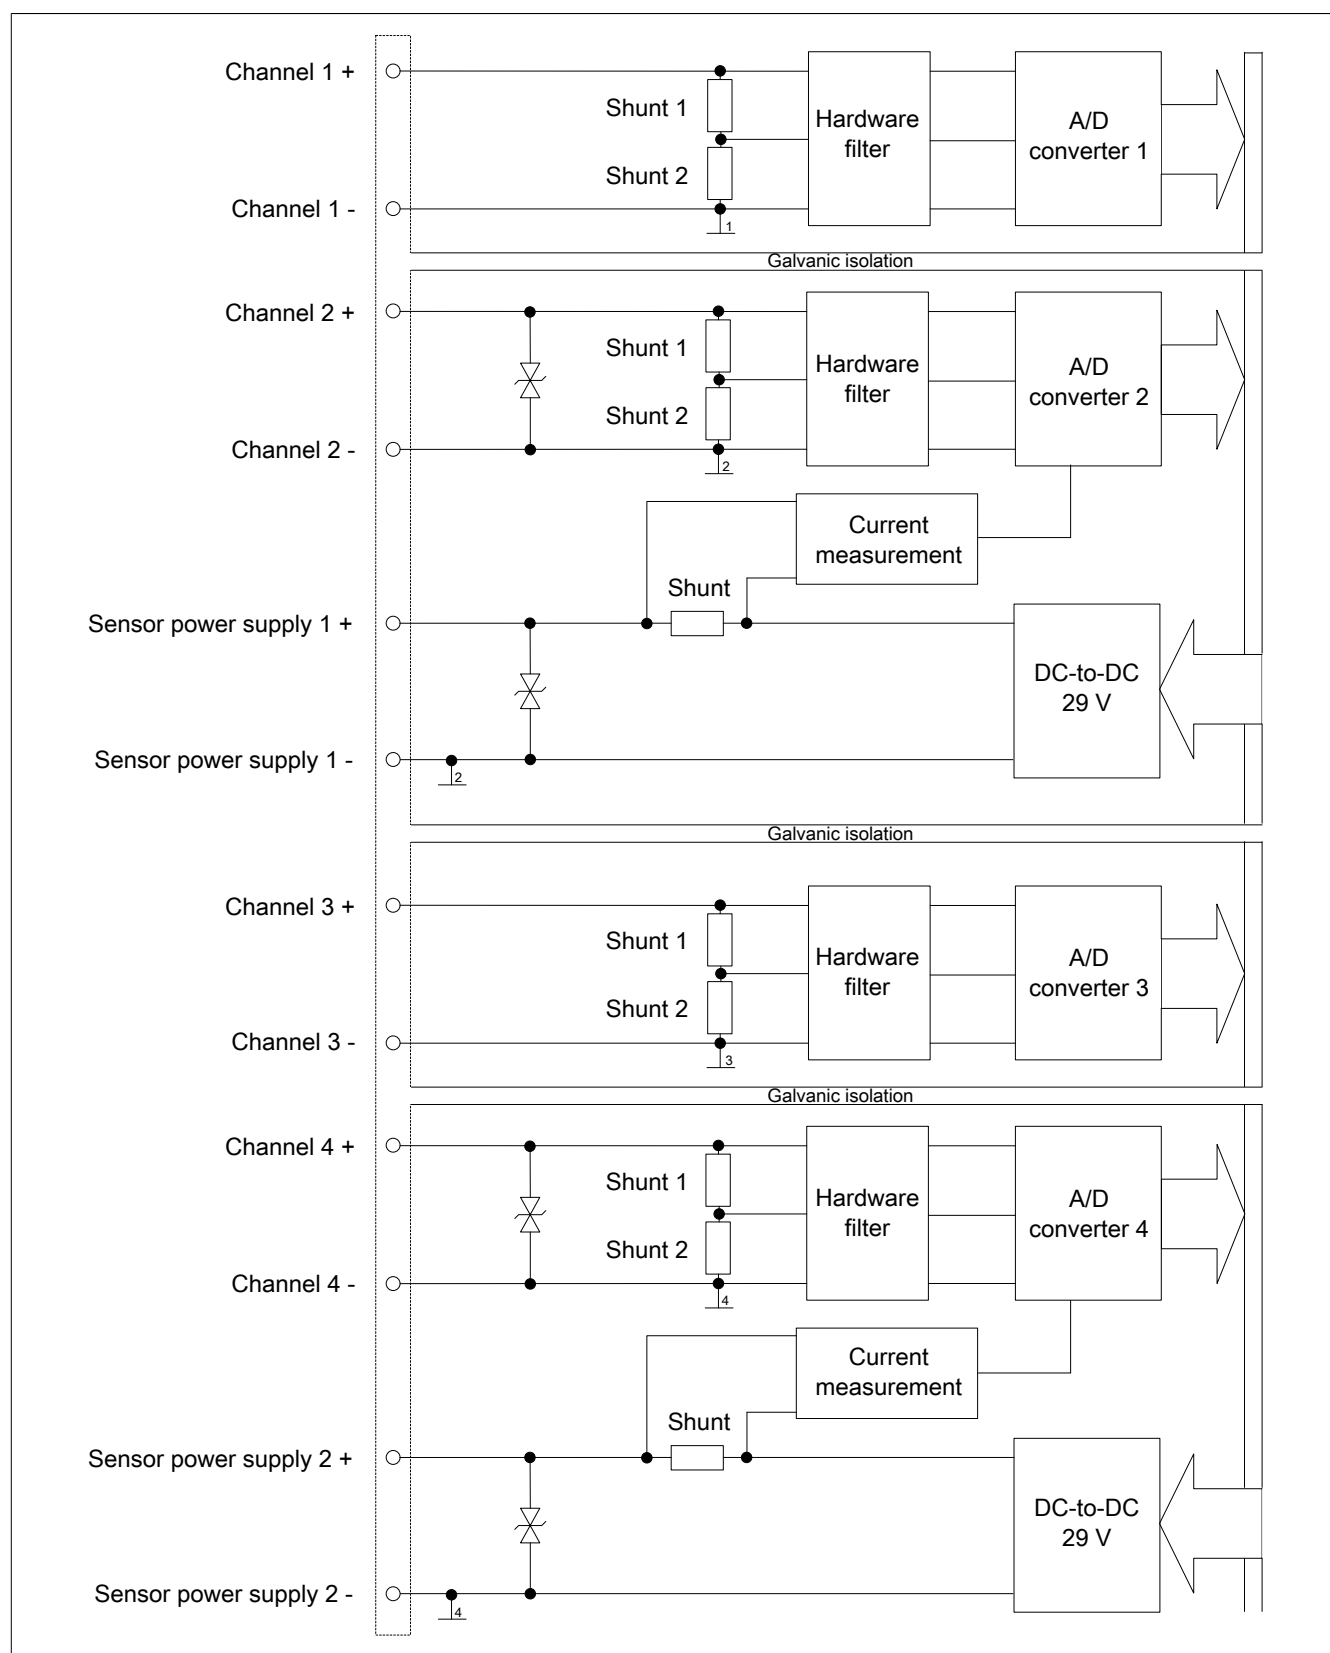 Channel 1 +
Shunt 1
Shunt 2
Channel 1 -
1
Hardware
filter
A/D
converter 1
Galvanic isolation
Channel 2 +
Shunt 1
Shunt 2
Channel 2 -
2
Hardware
filter
A/D
converter 2
Current
measurement
Shunt
Sensor power supply 1 +
DC-to-DC
29 V
Sensor power supply 1 -
2
Galvanic isolation
Channel 3 +
Shunt 1
Shunt 2
Channel 3 -
3
Hardware
filter
A/D
converter 3
Galvanic isolation
Channel 4 +
Shunt 1
Shunt 2
Channel 4 -
4
Hardware
filter
A/D
converter 4
Current
measurement
Shunt
Sensor power supply 2 +
DC-to-DC
29 V
Sensor power supply 2 -
4